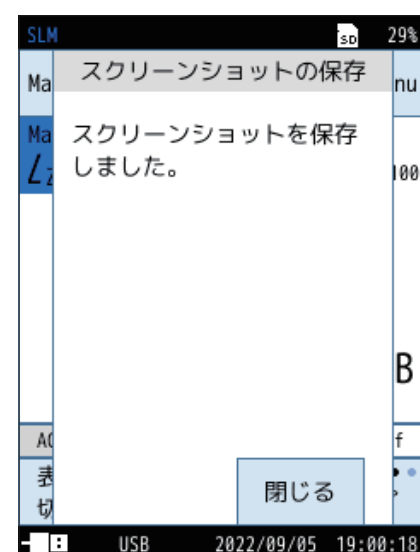 SLM SD 29%
スクリーンショットの保存
Ma nu
スクリーンショットを保存
しました。
Ma
Lz 100
B
AC f
表
切
閉じる
USB 2022/09/05 19:00:18